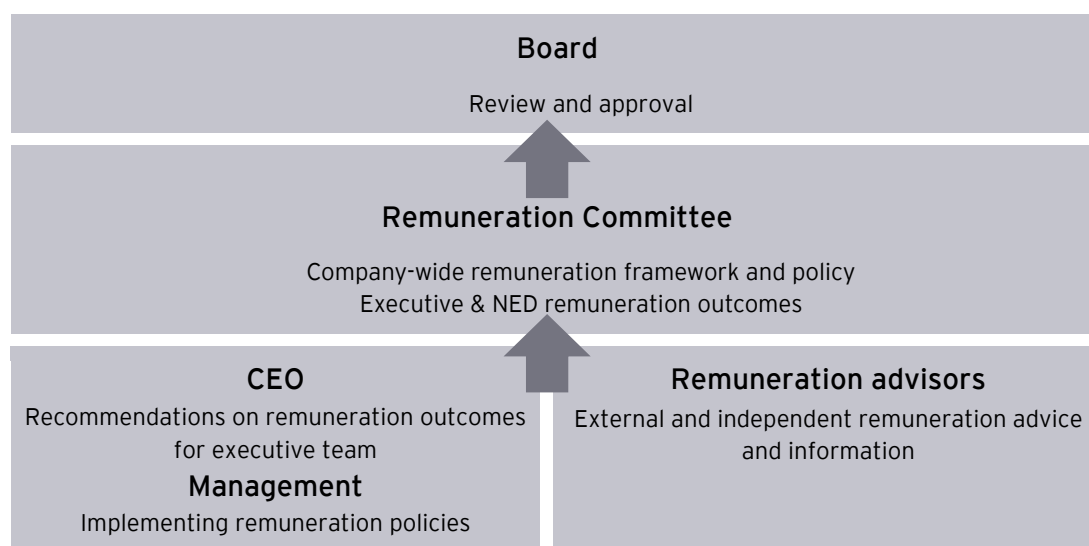 Board
Review and approval
Remuneration Committee
Company-wide remuneration framework and policy
Executive & NED remuneration outcomes
CEO
Recommendations on remuneration outcomes
for executive team
Management
Implementing remuneration policies
Remuneration advisors
External and independent remuneration advice
and information